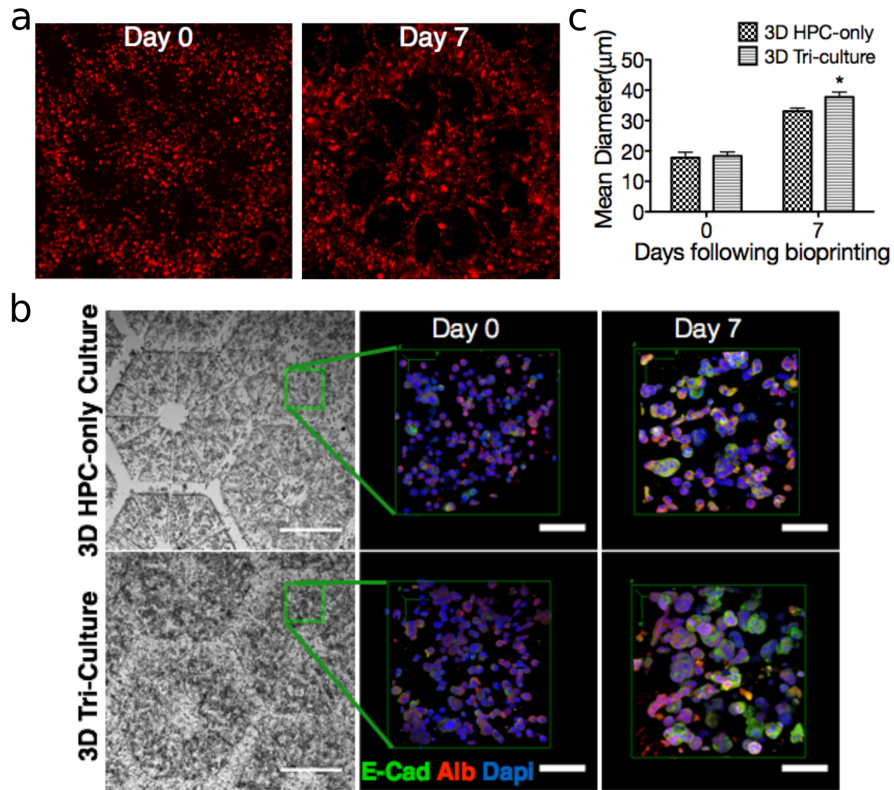 a
Day 0
Day 7
c
3D HPC-only
3D Tri-culture
Mean Diameter(μm)
50
40
30
20
10
0
*
0
7
Days following bioprinting
b
3D HPC-only Culture
Day 0
Day 7
3D Tri-Culture
E-Cad Alb Dapi